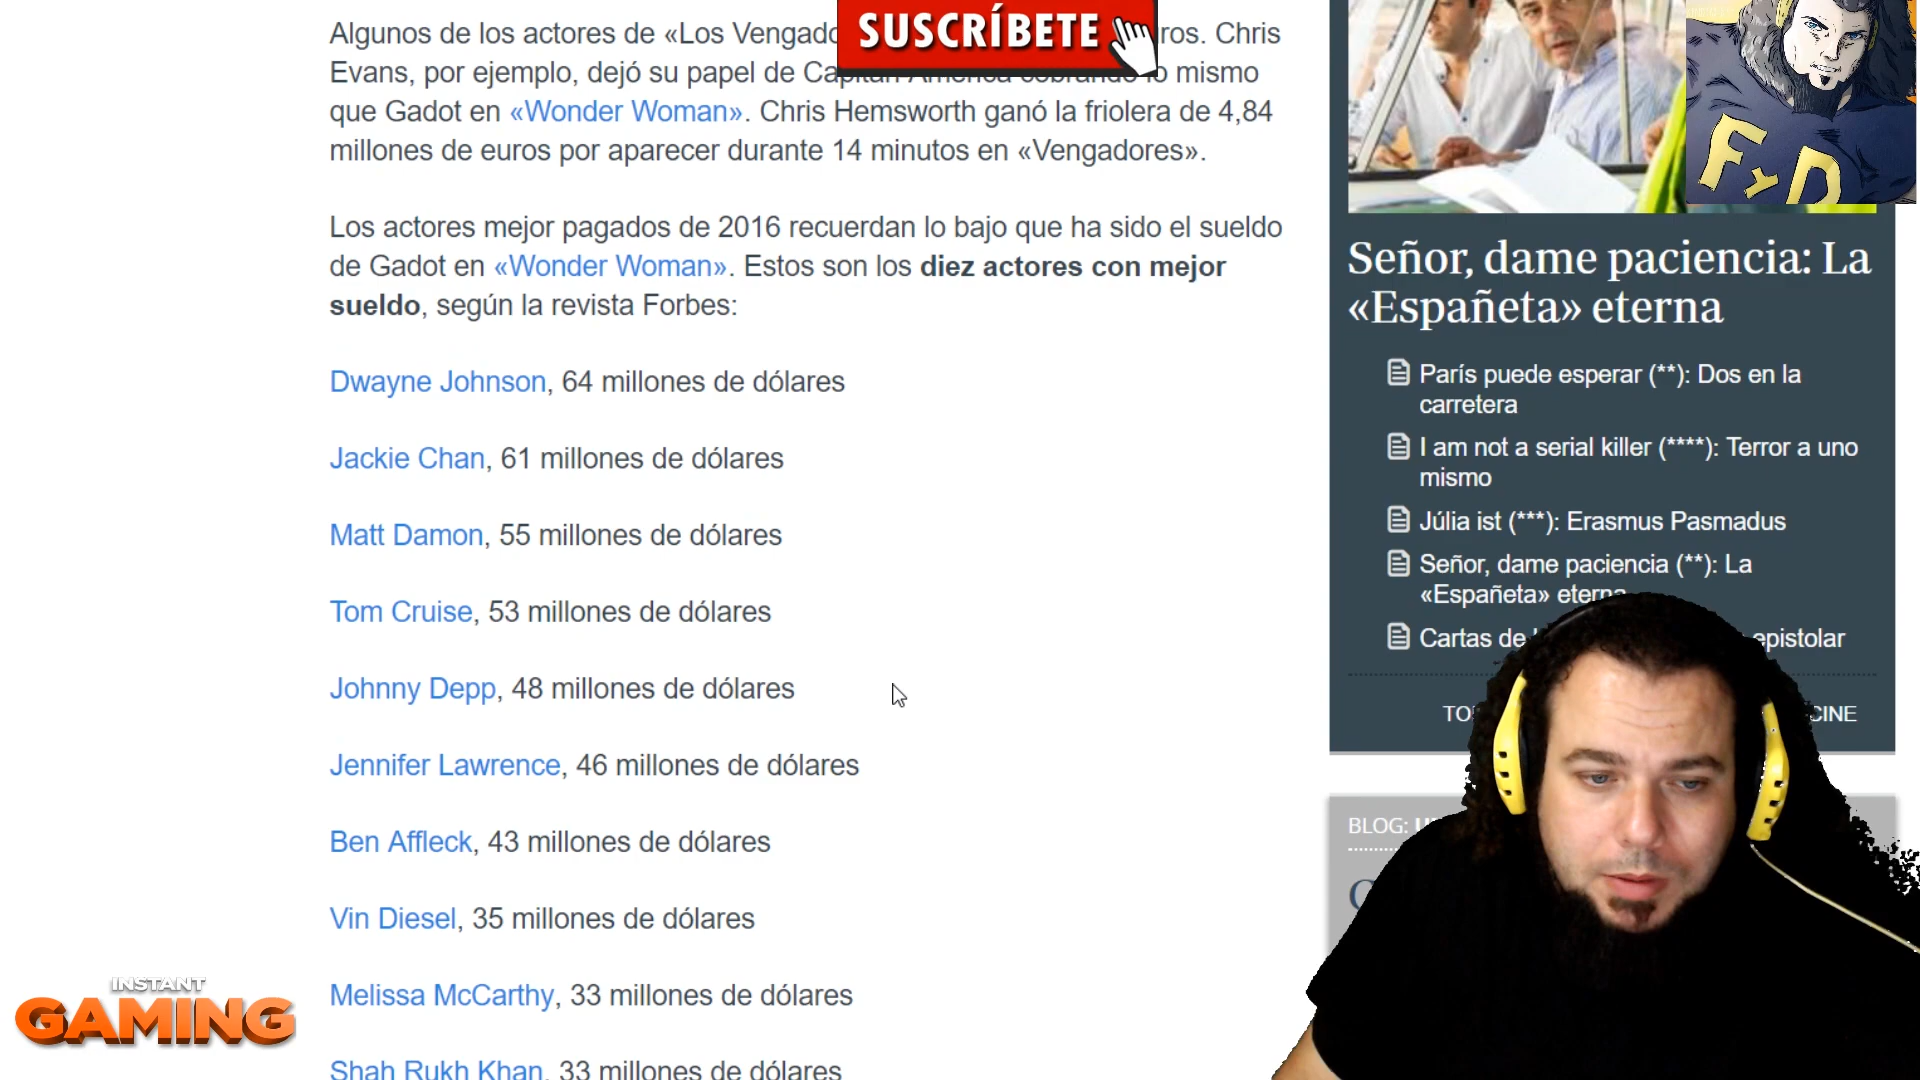 Algunos de los actores de «Los Vengado
SUSCRÍBETE
ros. Chris
Evans, por ejemplo, dejó su papel de Capitán América cobrando lo mismo
que Gadot en «Wonder Woman». Chris Hemsworth ganó la friolera de 4,84
millones de euros por aparecer durante 14 minutos en «Vengadores».
Los actores mejor pagados de 2016 recuerdan lo bajo que ha sido el sueldo
de Gadot en «Wonder Woman». Estos son los diez actores con mejor
sueldo, según la revista Forbes:
Dwayne Johnson, 64 millones de dólares
Jackie Chan, 61 millones de dólares
Matt Damon, 55 millones de dólares
Tom Cruise, 53 millones de dólares
Johnny Depp, 48 millones de dólares
Jennifer Lawrence, 46 millones de dólares
Ben Affleck, 43 millones de dólares
Vin Diesel, 35 millones de dólares
Melissa McCarthy, 33 millones de dólares
Shah Rukh Khan, 33 millones de dólares
INSTANT
GAMING
F y D
Señor, dame paciencia: La
«Españeta» eterna
París puede esperar (**): Dos en la
carretera
I am not a serial killer (****): Terror a uno
mismo
Júlia ist (***): Erasmus Pasmadus
Señor, dame paciencia (**): La
«Españeta» eterna
Cartas de
epistolar
CINE
BLOG: